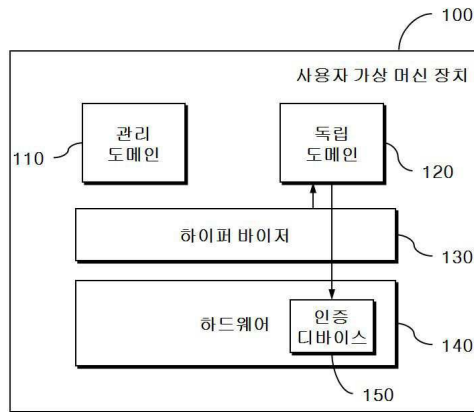 100
사용자 가상 머신 장치
관리
도메인
110
독립
도메인
120
하이퍼 바이저
130
하드웨어
인증
디바이스
140
150